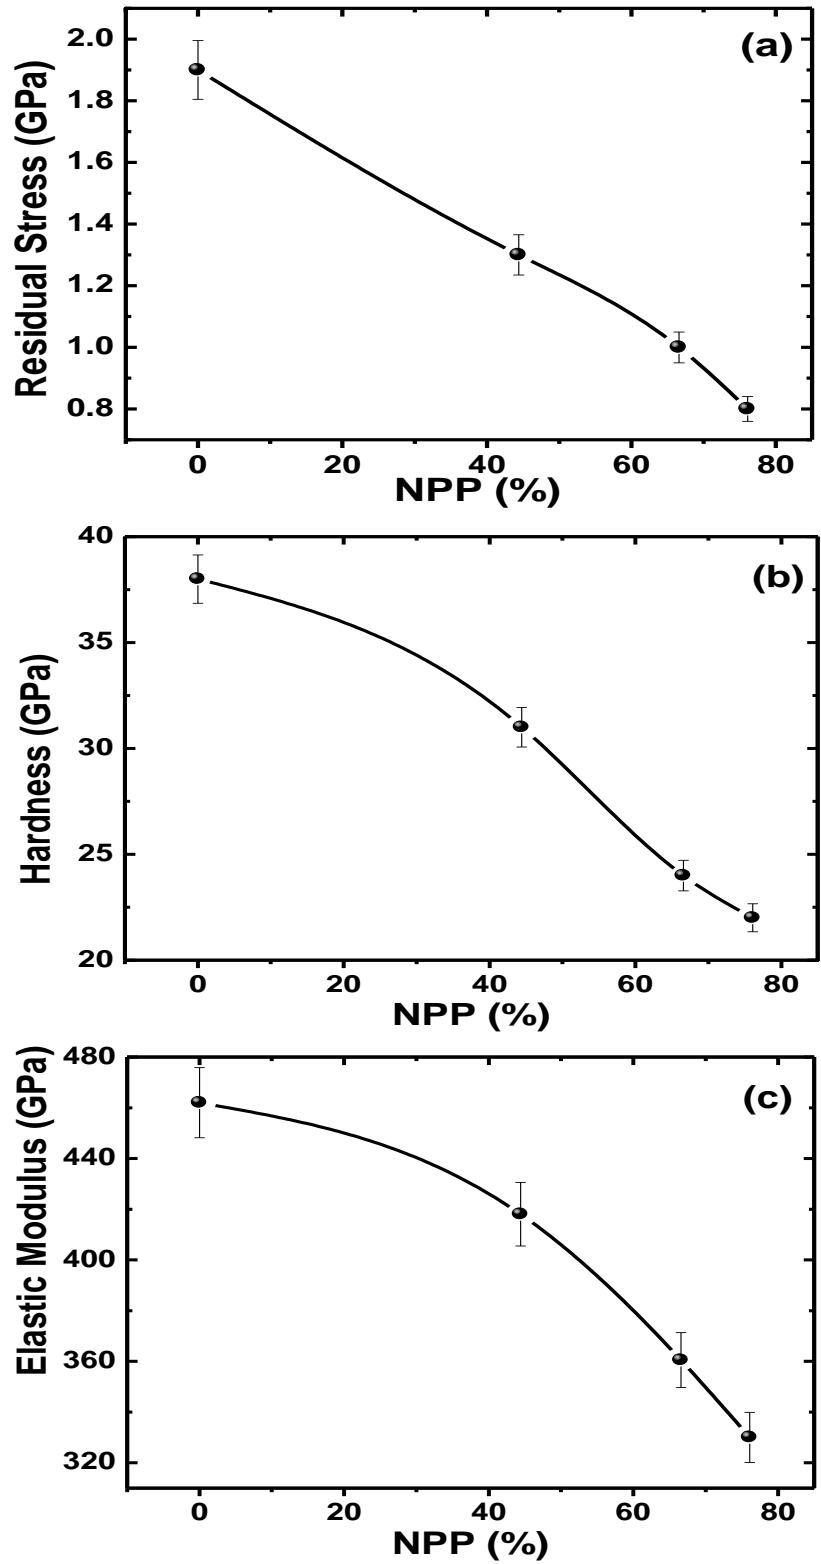 (a)
Residual Stress (GPa)
2.0
1.8
1.6
1.4
1.2
1.0
0.8
0 20 40 60 80
NPP (%)
(b)
Hardness (GPa)
40
35
30
25
20
0 20 40 60 80
NPP (%)
(c)
Elastic Modulus (GPa)
480
440
400
360
320
0 20 40 60 80
NPP (%)